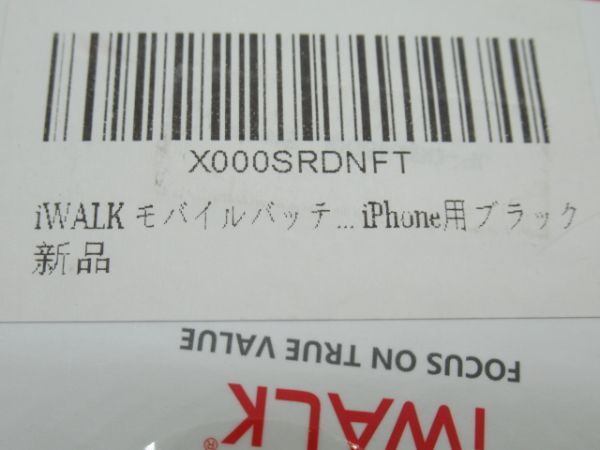 X000SRDNFT
iWALK モバイルバッテ... iPhone用ブラック
新品
FOCUS ON TRUE VALUE
iWALK®